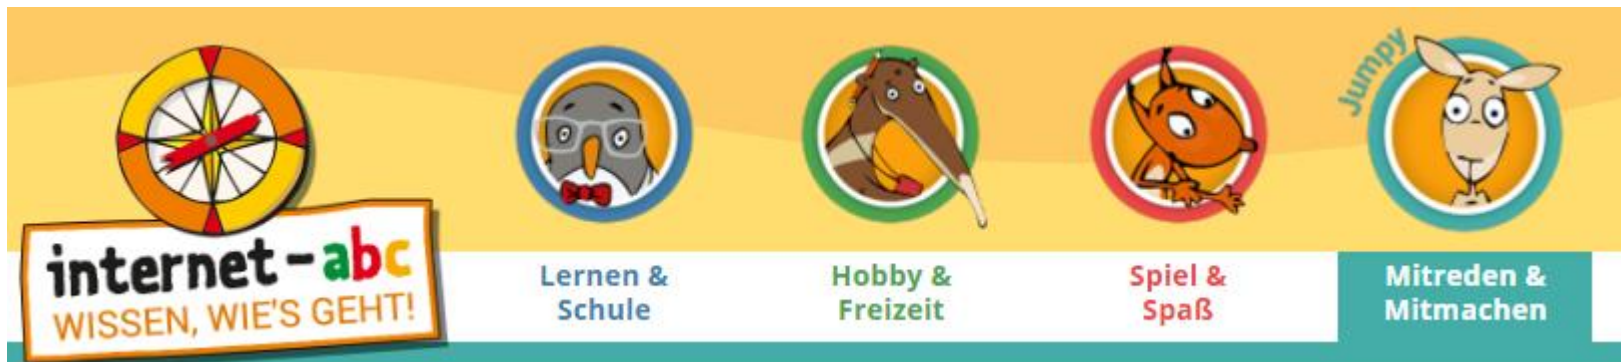 internet-abc
WISSEN, WIE'S GEHT!
Lernen &
Schule
Hobby &
Freizeit
Spiel &
Spaß
Jumpy
Mitreden &
Mitmachen